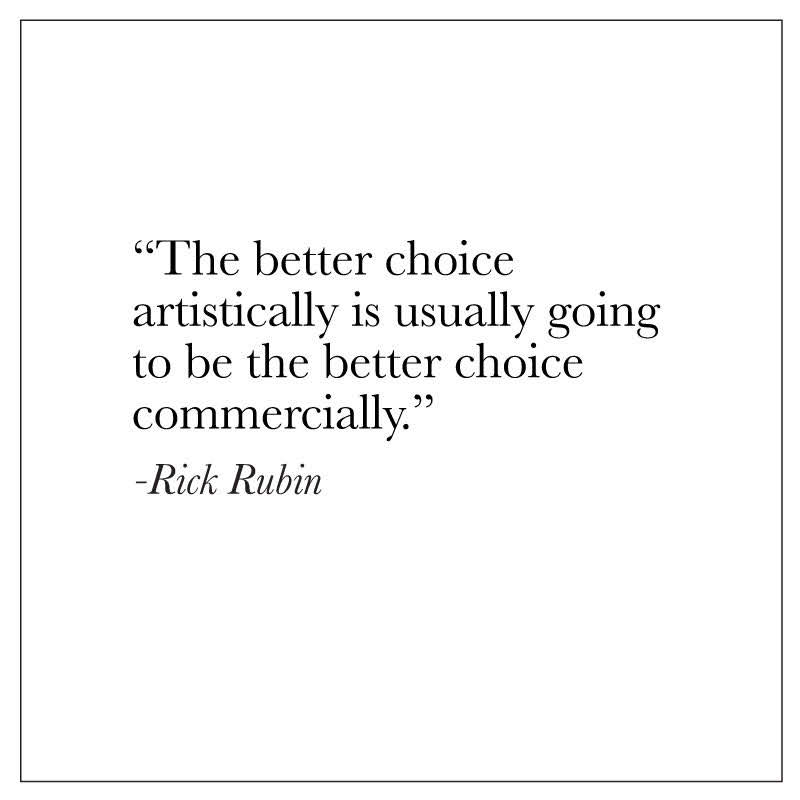 “The better choice
artistically is usually going
to be the better choice
commercially.”
-Rick Rubin